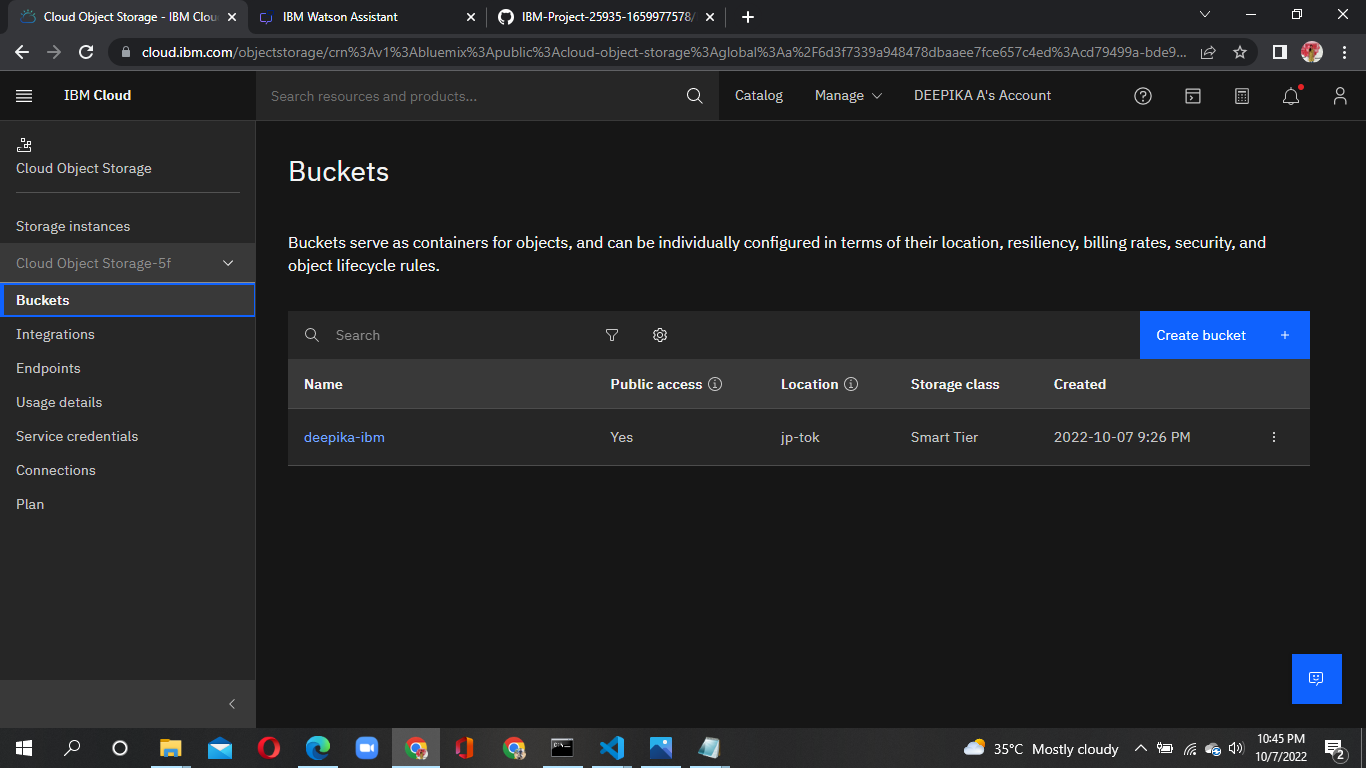 Cloud Object Storage - IBM Clou
IBM Watson Assistant
IBM-Project-25935-1659977578/
cloud.ibm.com/objectstorage/crn%3Av1%3Abluemix%3Apublic%3Acloud-object-storage%3Aglobal%3Aa%2F6d3f7339a948478dbaaee7fce657c4ed%3Acd79499a-bde9...
IBM Cloud
Search resources and products...
Catalog
Manage
DEEPIKA A's Account
Cloud Object Storage
Storage instances
Cloud Object Storage-5f
Buckets
Integrations
Endpoints
Usage details
Service credentials
Connections
Plan
Buckets
Buckets serve as containers for objects, and can be individually configured in terms of their location, resiliency, billing rates, security, and
object lifecycle rules.
Search
Create bucket +
Name Public access Location Storage class Created
deepika-ibm Yes jp-tok Smart Tier 2022-10-07 9:26 PM
35°C Mostly cloudy
10:45 PM
10/7/2022
2